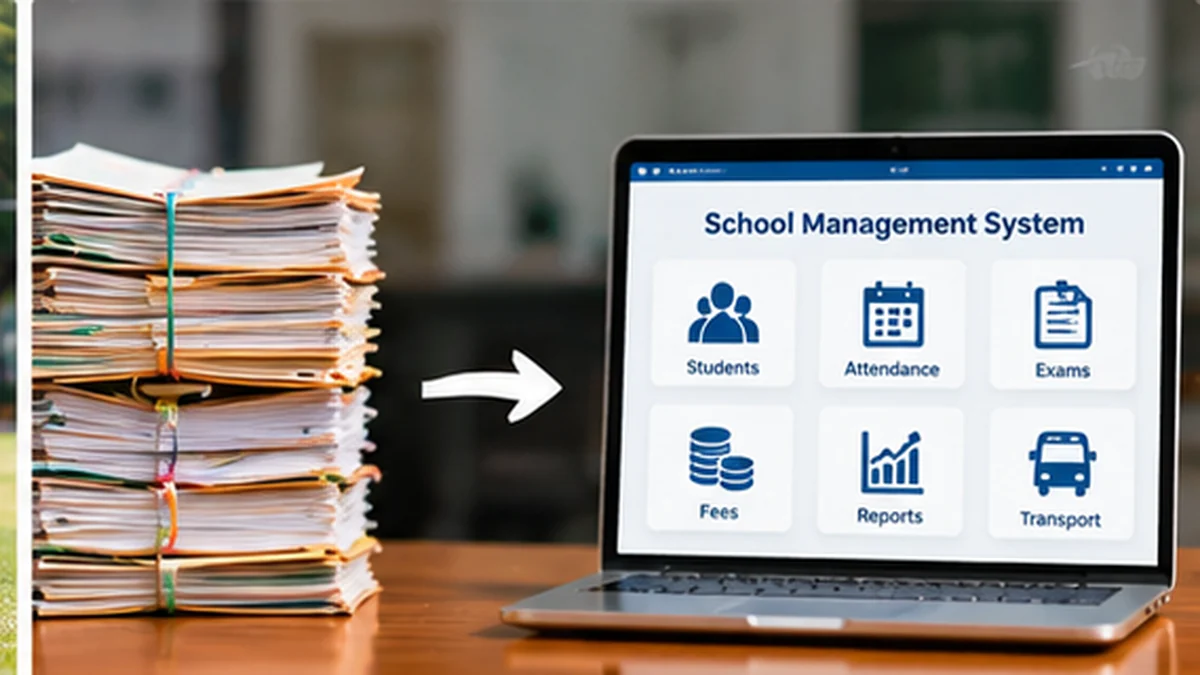 School Management System
Students
Attendance
Exams
Fees
Reports
Transport